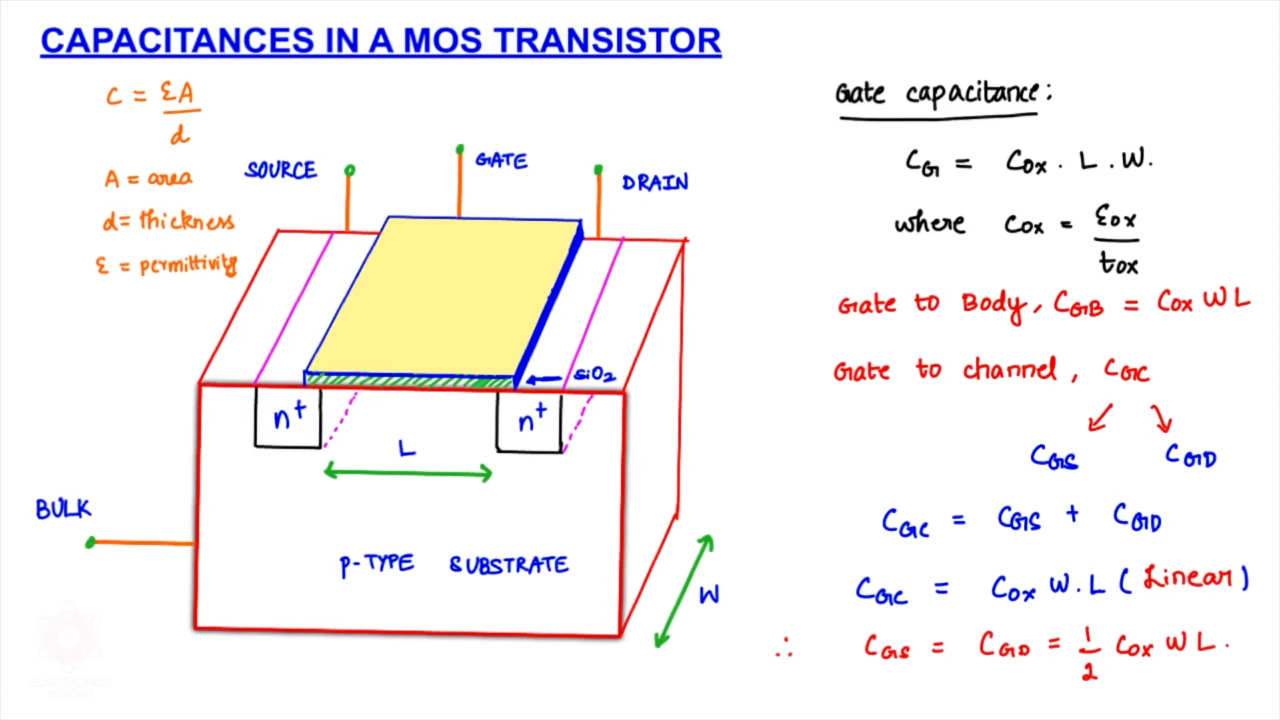 CAPACITANCES IN A MOS TRANSISTOR
C = εA
d
A = area
d = thickness
ε = permittivity
SOURCE
GATE
DRAIN
SiO2
n+
n+
L
BULK
P-TYPE SUBSTRATE
W
Gate capacitance:
CG = Cox . L . W.
where Cox = εox
tox
Gate to Body, CGB = Cox WL
Gate to channel, CGC
CGS CGD
CGC = CGS + CGD
CGC = Cox W.L (Linear)
∴ CGS = CGD = 1 Cox WL.
2